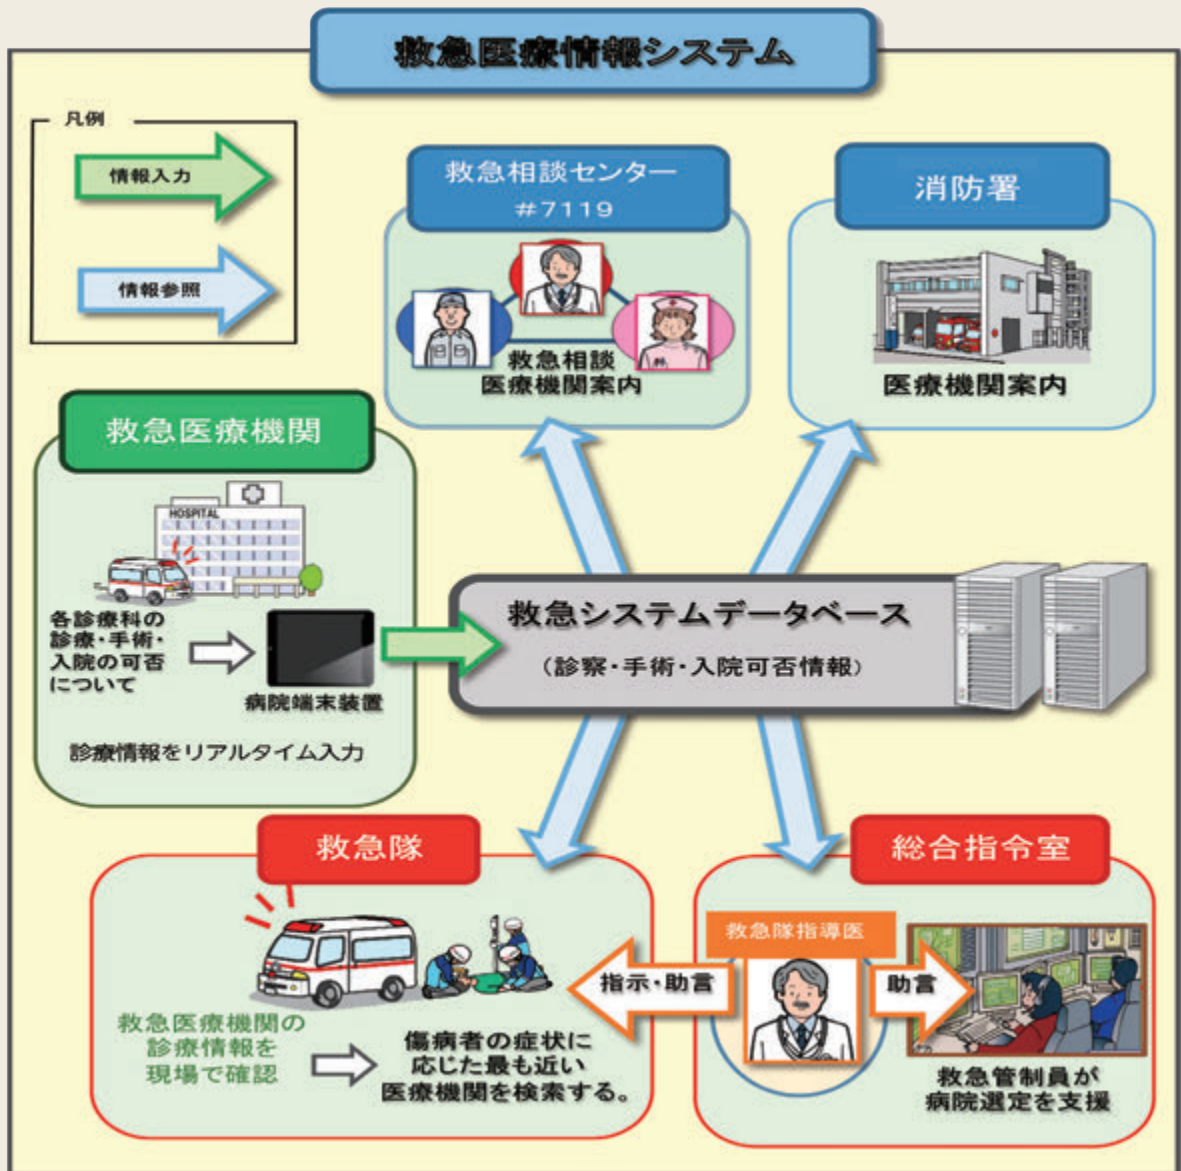 救急医療情報システム
凡例
情報入力
情報参照
救急相談センター
#7119
救急相談
医療機関案内
消防署
医療機関案内
救急医療機関
HOSPITAL
各診療科の
診療・手術・
入院の可否
について
病院端末装置
診療情報をリアルタイム入力
救急システムデータベース
(診察・手術・入院可否情報)
救急隊
救急医療機関の
診療情報を
現場で確認
傷病者の症状に
応じた最も近い
医療機関を検索する。
総合指令室
救急隊指導医
指示・助言
助言
救急管制員が
病院選定を支援